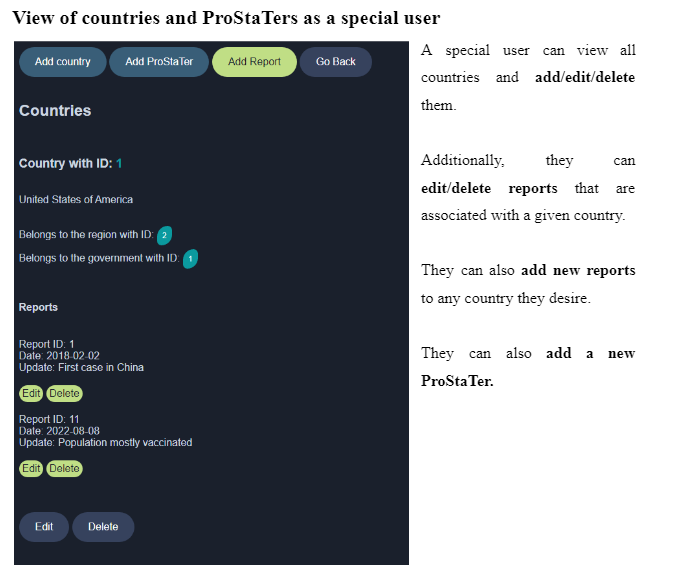 View of countries and ProStaTers as a special user
Add country Add ProStaTer Add Report Go Back
Countries
Country with ID: 1
United States of America
Belongs to the region with ID: 2
Belongs to the government with ID: 1
Reports
Report ID: 1
Date: 2018-02-02
Update: First case in China
Edit Delete
Report ID: 11
Date: 2022-08-08
Update: Population mostly vaccinated
Edit Delete
Edit Delete
A special user can view all
countries and add/edit/delete
them.
Additionally, they can
edit/delete reports that are
associated with a given country.
They can also add new reports
to any country they desire.
They can also add a new
ProStaTer.